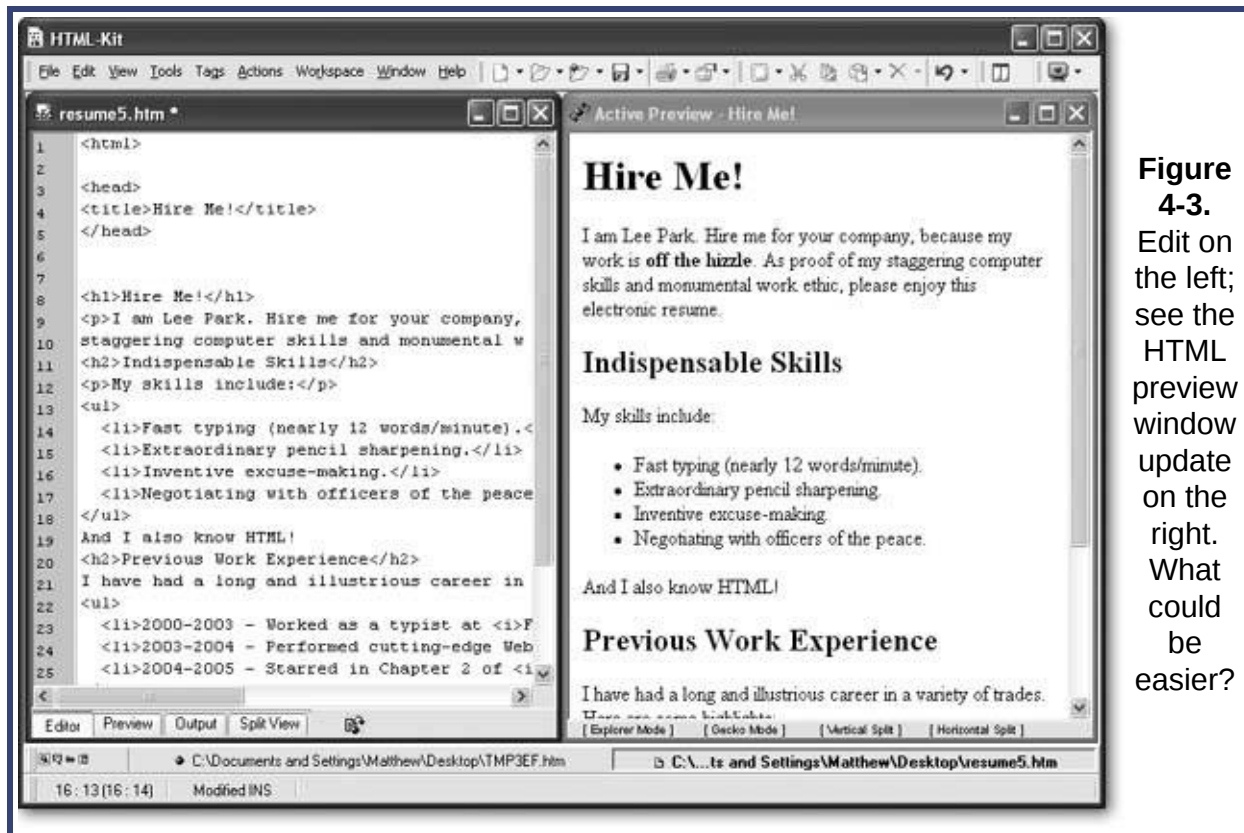 HTML-Kit
File Edit View Tools Tags Actions Workspace Window Help
resume5.htm *
1 <html>
2
3 <head>
4 <title>Hire Me!</title>
5 </head>
6
7
8 <h1>Hire Me!</h1>
9 <p>I am Lee Park. Hire me for your company,
10 staggering computer skills and monumental w
11 <h2>Indispensable Skills</h2>
12 <p>My skills include:</p>
13 <ul>
14 <li>Fast typing (nearly 12 words/minute).<
15 <li>Extraordinary pencil sharpening.</li>
16 <li>Inventive excuse-making.</li>
17 <li>Negotiating with officers of the peace
18 </ul>
19 And I also know HTML!
20 <h2>Previous Work Experience</h2>
21 I have had a long and illustrious career in
22 <ul>
23 <li>2000-2003 - Worked as a typist at <i>F
24 <li>2003-2004 - Performed cutting-edge Web
25 <li>2004-2005 - Starred in Chapter 2 of <i
Editor Preview Output Split View
Active Preview - Hire Me!
Hire Me!
I am Lee Park. Hire me for your company, because my
work is off the hizzle. As proof of my staggering computer
skills and monumental work ethic, please enjoy this
electronic resume.
Indispensable Skills
My skills include:
• Fast typing (nearly 12 words/minute).
• Extraordinary pencil sharpening.
• Inventive excuse-making.
• Negotiating with officers of the peace.
And I also know HTML!
Previous Work Experience
I have had a long and illustrious career in a variety of trades.
Here are some highlights:
[Explorer Mode] [Gecko Mode] [Vertical Split] [Horizontal Split]
C:\Documents and Settings\Matthew\Desktop\TMP3EF.htm
C:\...ts and Settings\Matthew\Desktop\resume5.htm
16 : 13 (16 : 14) Modified INS
Figure
4-3.
Edit on
the left;
see the
HTML
preview
window
update
on the
right.
What
could
be
easier?